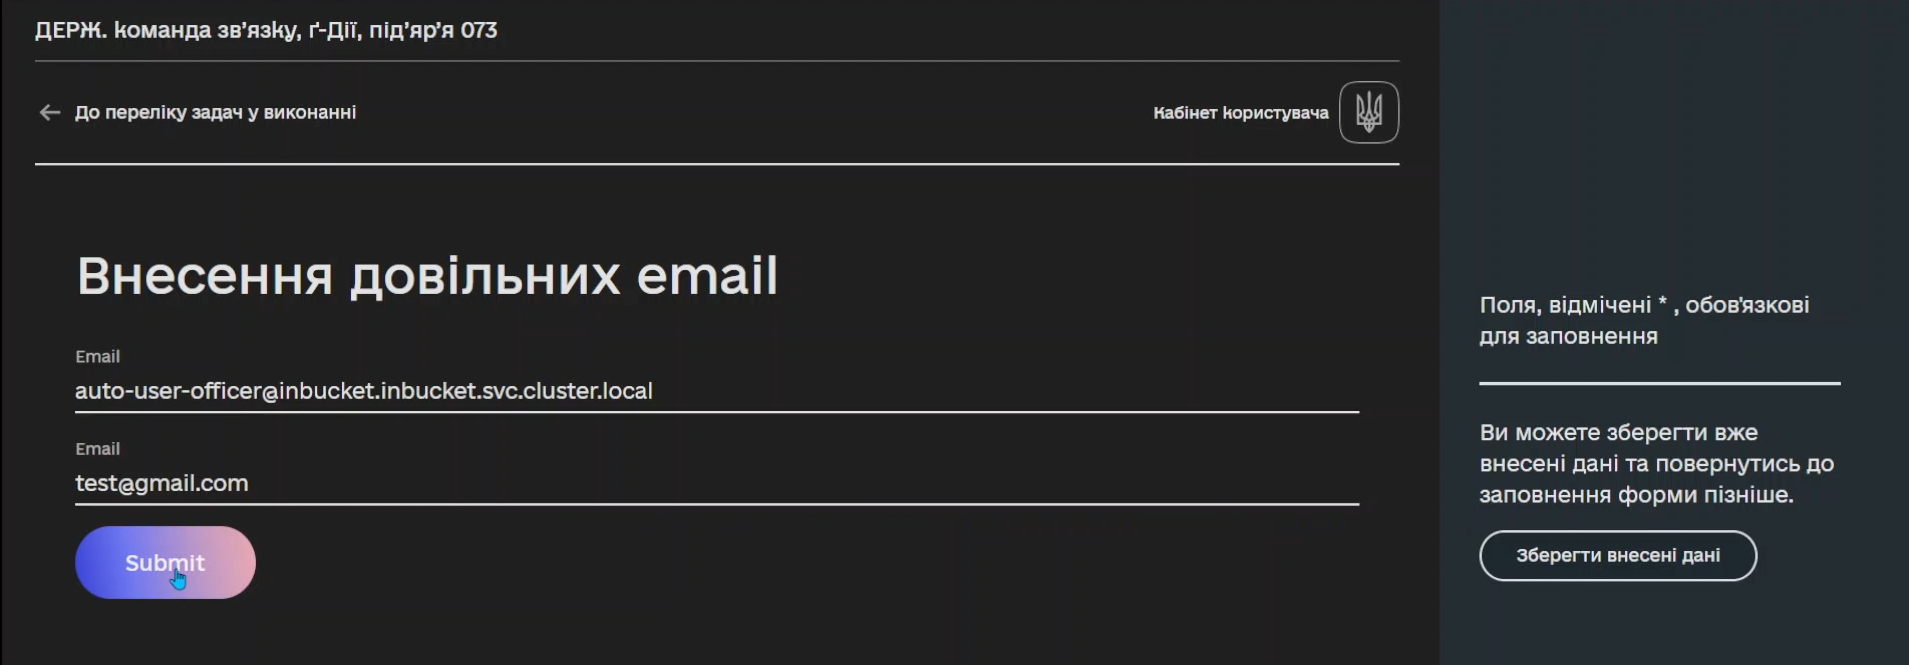 ДЕРЖ. команда зв’язку, ґ-Дії, під’яр’я 073
До переліку задач у виконанні
Кабінет користувача
Внесення довільних email
Email
auto-user-officer@inbucket.inbucket.svc.cluster.local
Email
test@gmail.com
Submit
Поля, відмічені * , обов'язкові
для заповнення
Ви можете зберегти вже
внесені дані та повернутись до
заповнення форми пізніше.
Зберегти внесені дані